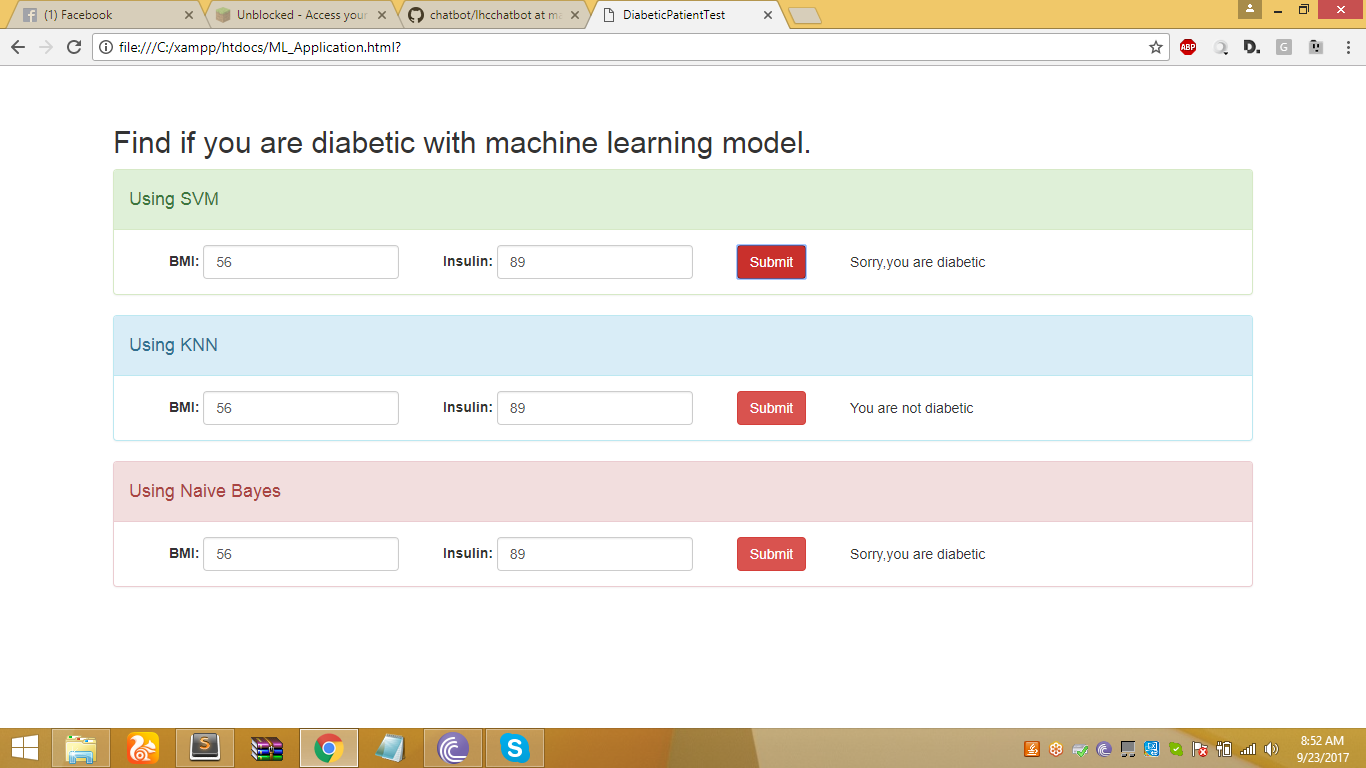 (1) Facebook
Unblocked - Access your
chatbot/lhcchatbot at ma
DiabeticPatientTest
file:///C:/xampp/htdocs/ML_Application.html?
ABP
D.
G
Find if you are diabetic with machine learning model.
Using SVM
BMI: 56 Insulin: 89 Submit Sorry,you are diabetic
Using KNN
BMI: 56 Insulin: 89 Submit You are not diabetic
Using Naive Bayes
BMI: 56 Insulin: 89 Submit Sorry,you are diabetic
8:52 AM
9/23/2017